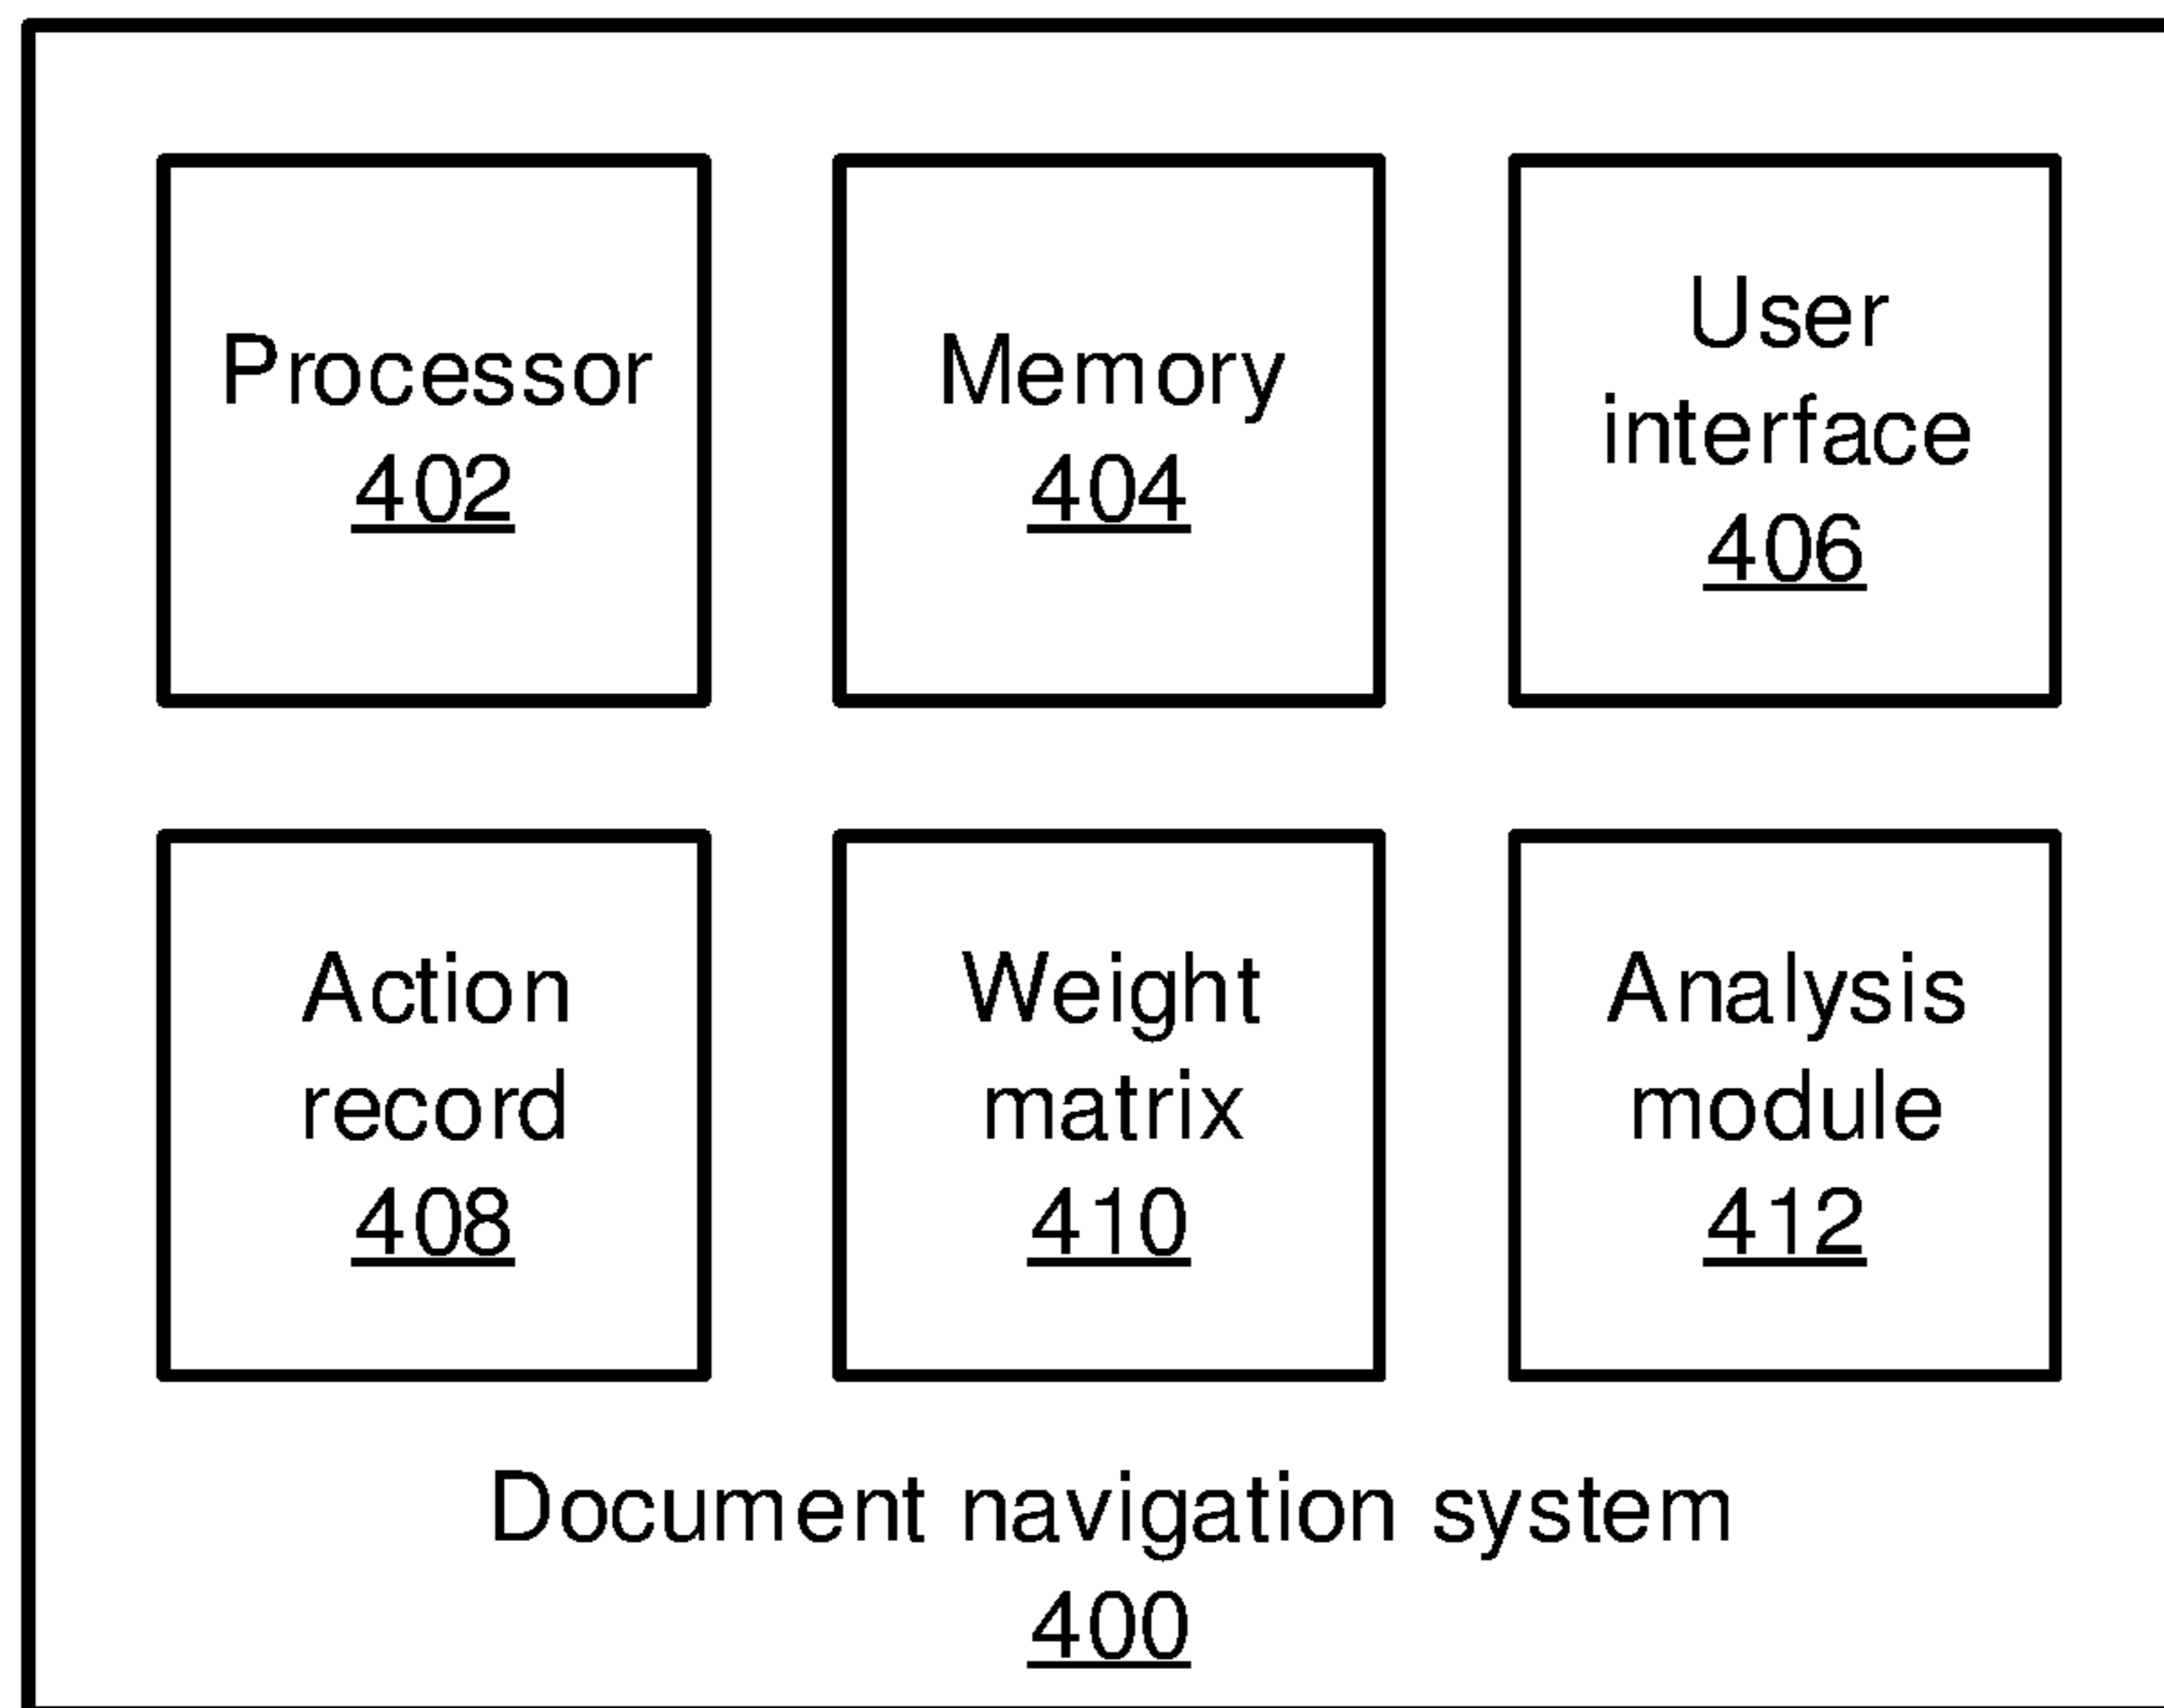 Processor
402
Memory
404
User
interface
406
Action
record
408
Weight
matrix
410
Analysis
module
412
Document navigation system
400